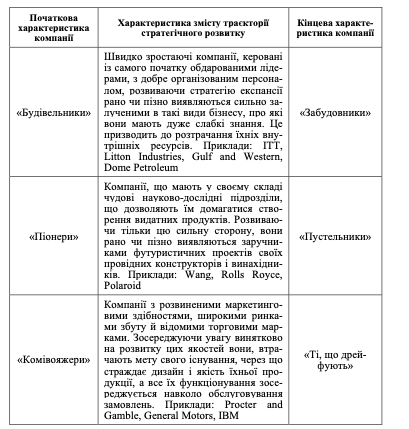 Початкова
характеристика
компанії
Характеристика змісту траєкторії
стратегічного розвитку
Кінцева характе-
ристика компанії
«Будівельники»
Швидко зростаючі компанії, керовані
із самого початку обдарованими ліде-
рами, з добре організованим персона-
лом, розвиваючи стратегію експансії
рано чи пізно виявляються сильно за-
лученими в такі види бізнесу, про які
вони мають дуже слабкі знання. Це
призводить до розтрачання їхніх вну-
трішніх ресурсів. Приклади: ITT,
Litton Industries, Gulf and Western,
Dome Petroleum
«Забудовники»
«Піонери»
Компанії, що мають у своєму складі
чудові науково-дослідні підрозділи,
що дозволяють їм домагатися ство-
рення видатних продуктів. Розвиваю-
чи тільки цю сильну сторону, вони
рано чи пізно виявляються заручни-
ками футуристичних проектів своїх
провідних конструкторів і винахідни-
ків. Приклади: Wang, Rolls Royce,
Polaroid
«Пустельники»
«Комівояжери»
Компанії з розвиненими маркетинго-
вими здібностями, широкими ринка-
ми збуту й відомими торговими мар-
ками. Зосереджуючи увагу винятково
на розвитку цих якостей вони, втра-
чають мету свого існування, через що
страждає дизайн і якість їхньої про-
дукції, а все їх функціонування зосе-
реджується навколо обслуговування
замовлень. Приклади: Procter and
Gamble, General Motors, IBM
«Ті, що дрей-
фують»